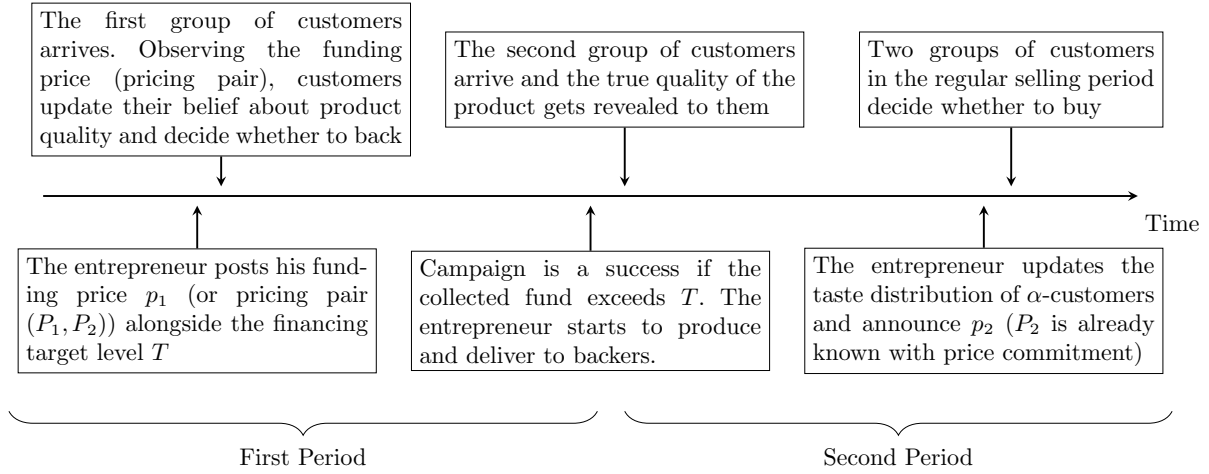 The first group of customers
arrives. Observing the funding
price (pricing pair), customers
update their belief about product
quality and decide whether to back
The second group of customers
arrive and the true quality of the
product gets revealed to them
Two groups of customers
in the regular selling period
decide whether to buy
Time
The entrepreneur posts his fund-
ing price p₁ (or pricing pair
(P₁, P₂)) alongside the financing
target level T
Campaign is a success if the
collected fund exceeds T. The
entrepreneur starts to produce
and deliver to backers.
The entrepreneur updates the
taste distribution of α-customers
and announce p₂ (P₂ is already
known with price commitment)
First Period
Second Period